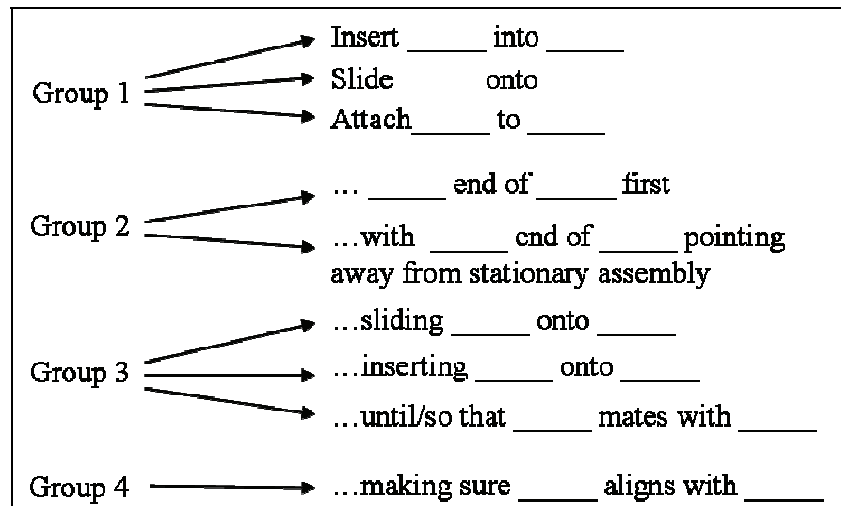 Insert _____ into _____
Group 1
Slide onto
Attach_____ to _____
... _____ end of _____ first
Group 2
...with _____ end of _____ pointing
away from stationary assembly
...sliding _____ onto _____
Group 3
...inserting _____ onto _____
...until/so that _____ mates with _____
Group 4
...making sure _____ aligns with _____